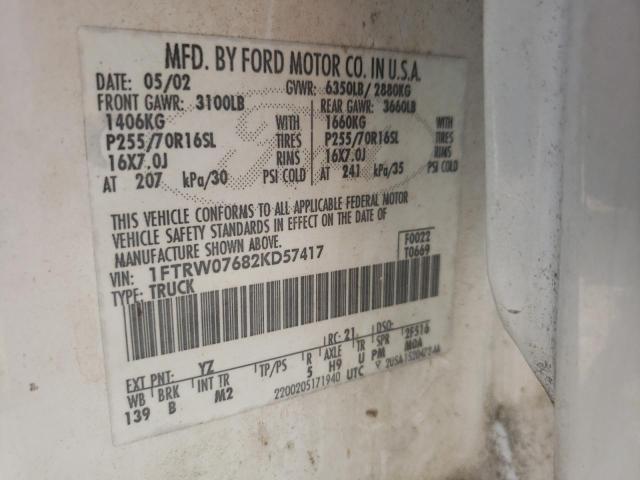 MFD. BY FORD MOTOR CO. IN U.S.A.
DATE: 05/02 GVWR: 6350LB/ 2880KG
FRONT GAWR: 3100LB REAR GAWR: 3660LB
1406KG WITH 1660KG WITH
P255/70R16SL TIRES P255/70R16SL TIRES
16X7.0J RIMS 16X7.0J RIMS
AT 207 kPa/30 PSI COLD AT 241 kPa/35 PSI COLD
THIS VEHICLE CONFORMS TO ALL APPLICABLE FEDERAL MOTOR
VEHICLE SAFETY STANDARDS IN EFFECT ON THE DATE OF
MANUFACTURE SHOWN ABOVE.
VIN: 1FTRW07682KD57417 F0022
TYPE: TRUCK T0669
EXT PNT: YZ RC: 21 DSO:
WB BRK INT TR TP/PS R AXLE TR SPR 2F516
139 B M2 5 H9 U PM M0A
2200205171940 UTC